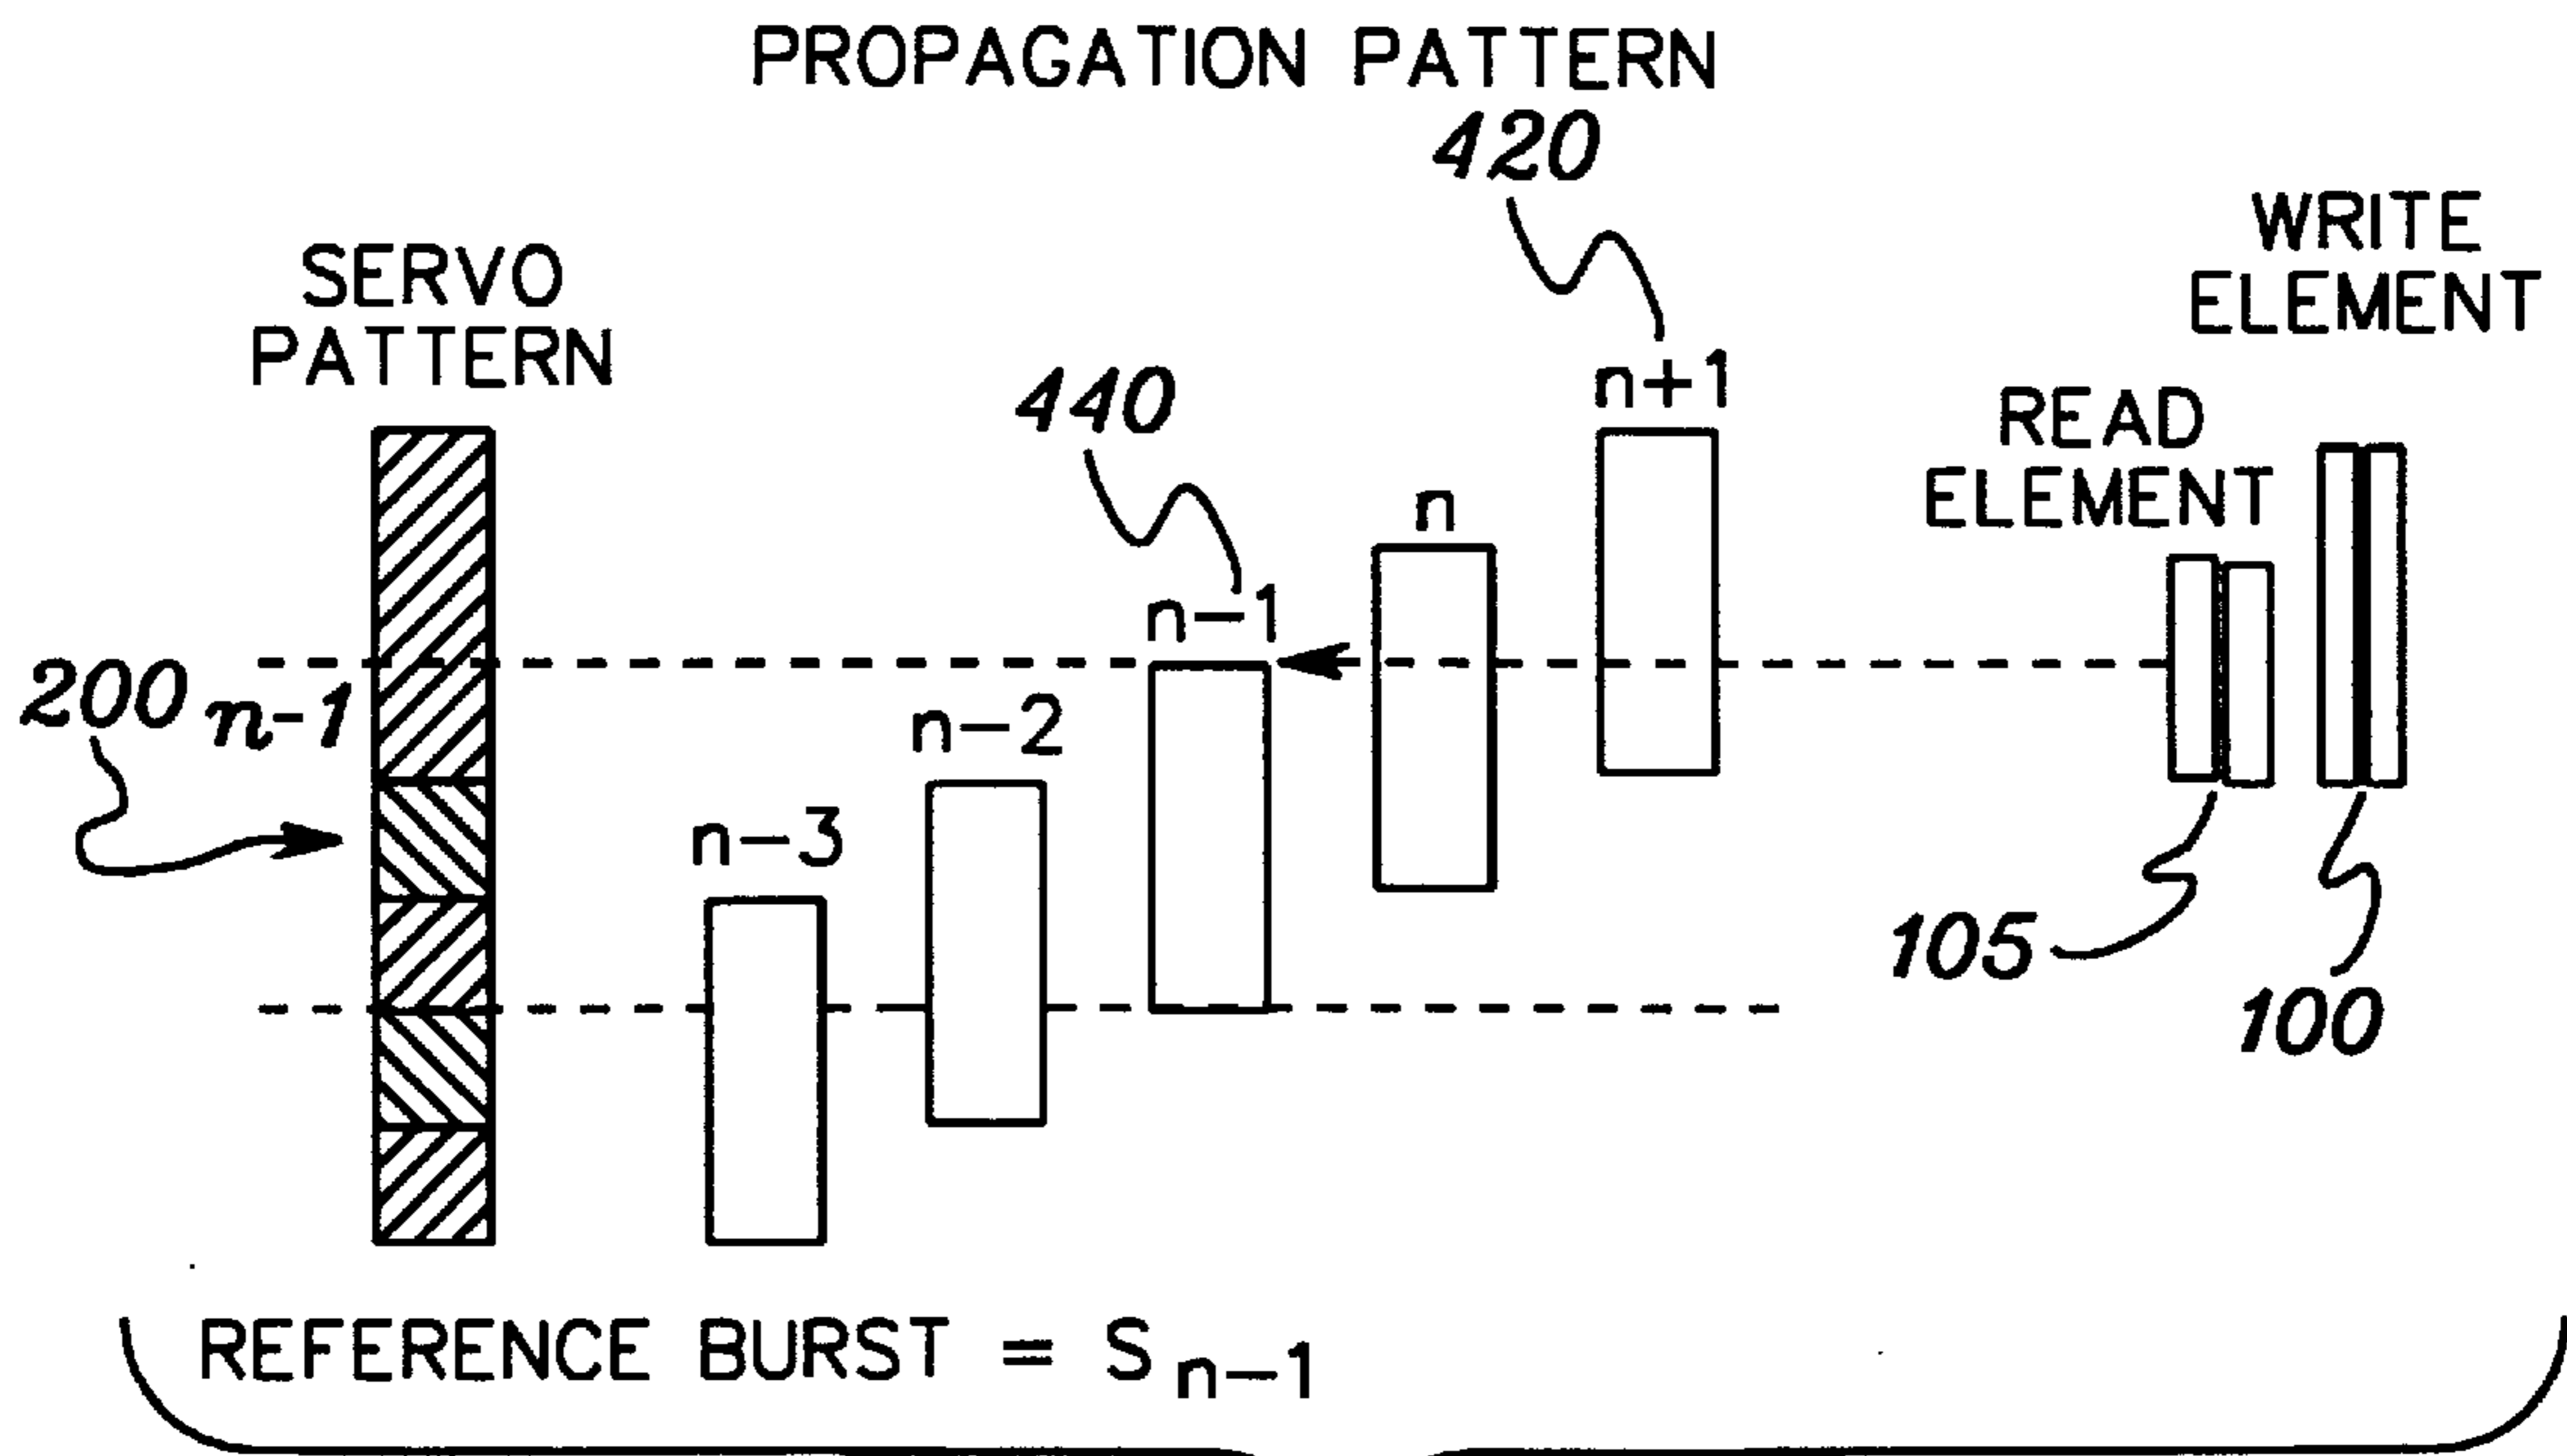 PROPAGATION PATTERN
420
WRITE
ELEMENT
SERVO
PATTERN
440
n+1
READ
ELEMENT
n
n-1
200
n-1
n-2
n-3
105
100
REFERENCE BURST = S n-1